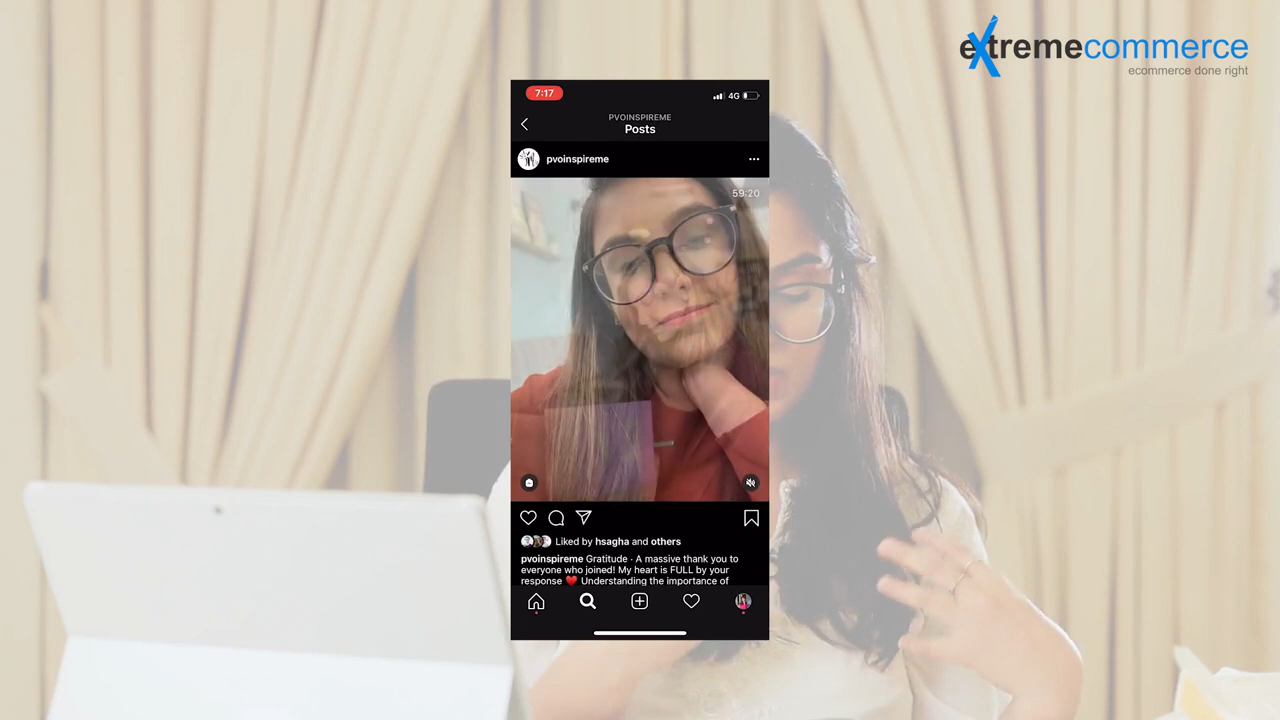 extremecommerce
ecommerce done right
7:17
4G
PVOINSPIREME
Posts
pvoinspireme
59:20
Liked by hsagha and others
pvoinspireme Gratitude · A massive thank you to
everyone who joined! My heart is FULL by your
response ❤️ Understanding the importance of